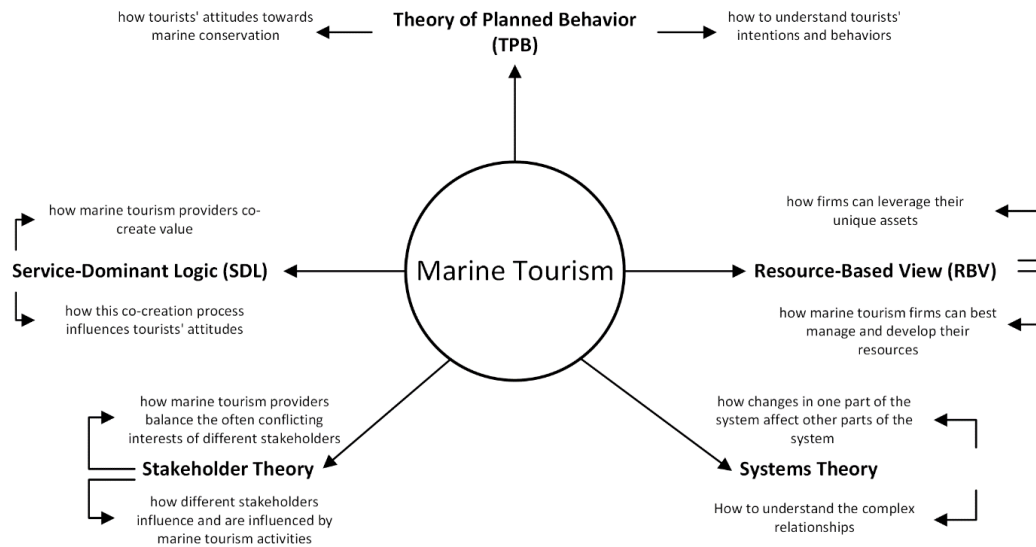 how tourists' attitudes towards
marine conservation
Theory of Planned Behavior
(TPB)
how to understand tourists'
intentions and behaviors
how marine tourism providers co-
create value
Service-Dominant Logic (SDL)
how this co-creation process
influences tourists' attitudes
Marine Tourism
how firms can leverage their
unique assets
Resource-Based View (RBV)
how marine tourism firms can best
manage and develop their
resources
how marine tourism providers
balance the often conflicting
interests of different stakeholders
Stakeholder Theory
how different stakeholders
influence and are influenced by
marine tourism activities
how changes in one part of the
system affect other parts of the
system
Systems Theory
How to understand the complex
relationships